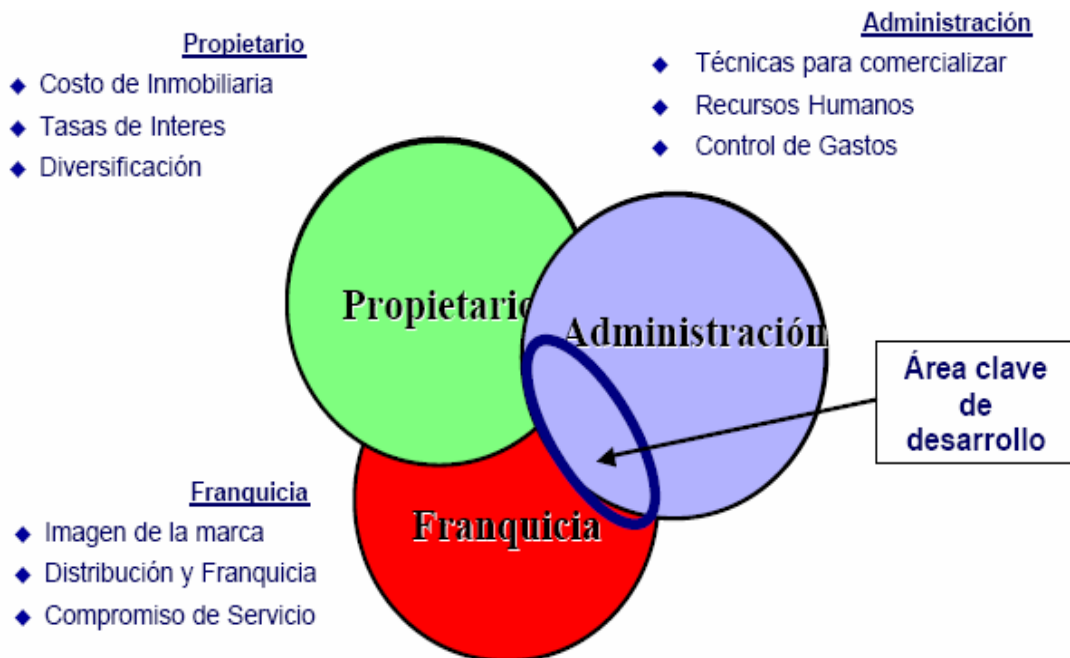 Propietario
Costo de Inmobiliaria
Tasas de Interes
Diversificación
Administración
Técnicas para comercializar
Recursos Humanos
Control de Gastos
Propietario
Administración
Franquicia
Área clave
de
desarrollo
Franquicia
Imagen de la marca
Distribución y Franquicia
Compromiso de Servicio